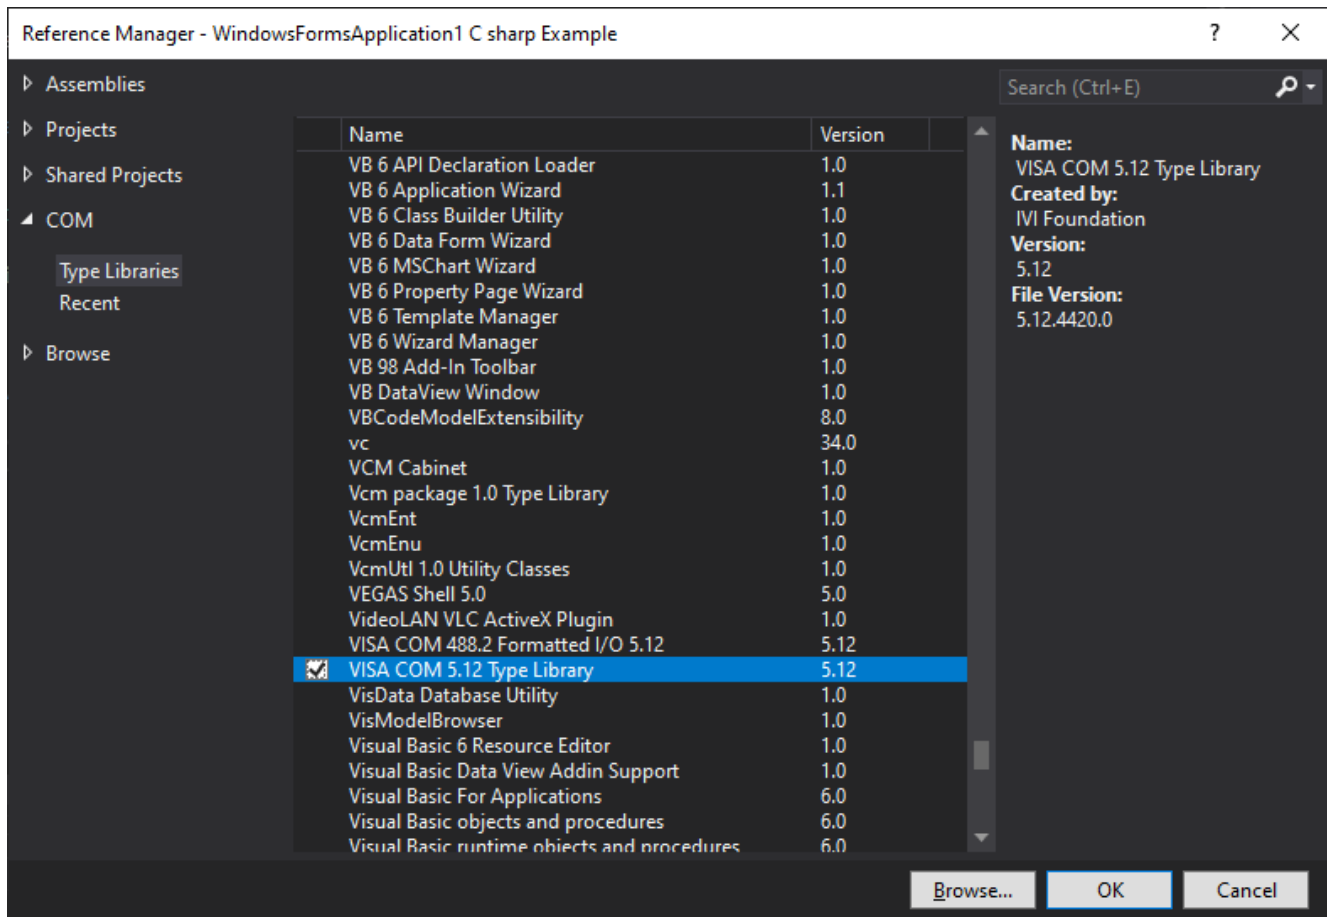 Reference Manager - WindowsFormsApplication1 C sharp Example ?
Assemblies
Projects
Shared Projects
COM
Type Libraries
Recent
Browse
Name Version
VB 6 API Declaration Loader 1.0
VB 6 Application Wizard 1.1
VB 6 Class Builder Utility 1.0
VB 6 Data Form Wizard 1.0
VB 6 MSChart Wizard 1.0
VB 6 Property Page Wizard 1.0
VB 6 Template Manager 1.0
VB 6 Wizard Manager 1.0
VB 98 Add-In Toolbar 1.0
VB DataView Window 1.0
VBCodeModelExtensibility 8.0
vc 34.0
VCM Cabinet 1.0
Vcm package 1.0 Type Library 1.0
VcmEnt 1.0
VcmEnu 1.0
VcmUtl 1.0 Utility Classes 1.0
VEGAS Shell 5.0 5.0
VideoLAN VLC ActiveX Plugin 1.0
VISA COM 488.2 Formatted I/O 5.12 5.12
VISA COM 5.12 Type Library 5.12
VisData Database Utility 1.0
VisModelBrowser 1.0
Visual Basic 6 Resource Editor 1.0
Visual Basic Data View Addin Support 1.0
Visual Basic For Applications 6.0
Visual Basic objects and procedures 6.0
Visual Basic runtime objects and procedures 6.0
Search (Ctrl+E)
Name:
VISA COM 5.12 Type Library
Created by:
IVI Foundation
Version:
5.12
File Version:
5.12.4420.0
Browse... OK Cancel